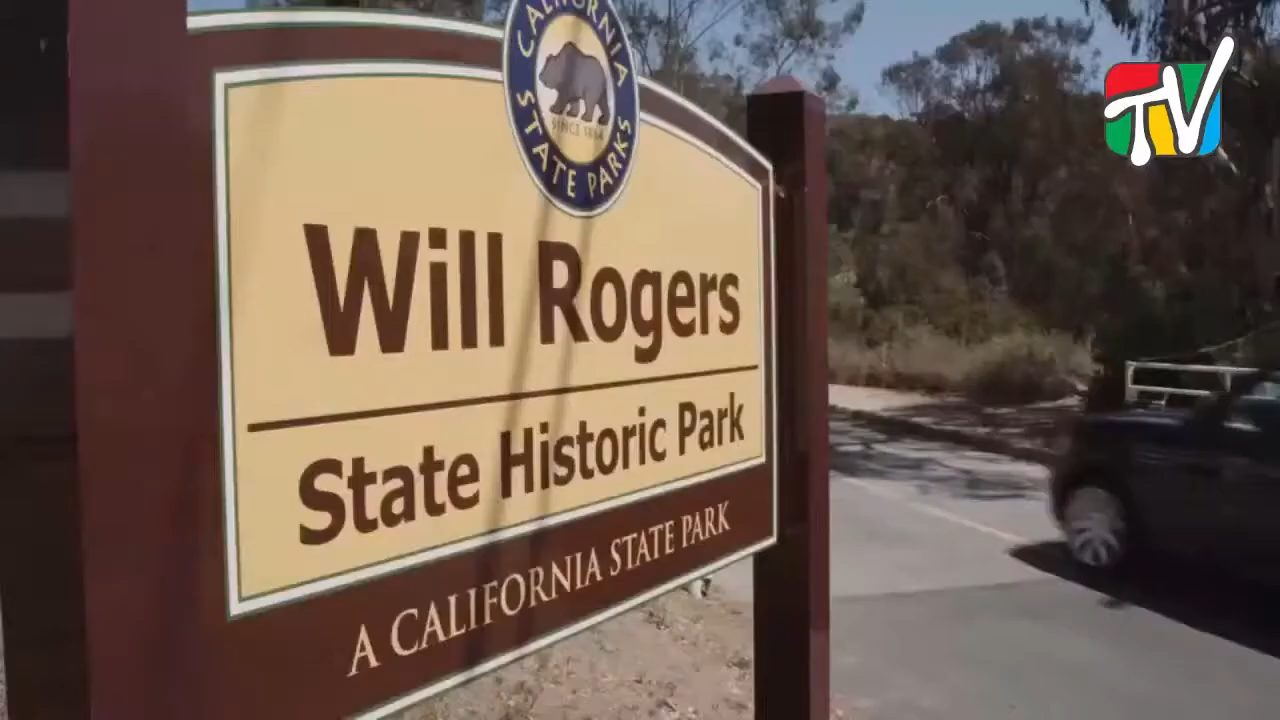 CALIFORNIA
SINCE 1864
STATE PARKS
Will Rogers
State Historic Park
A CALIFORNIA STATE PARK
TV